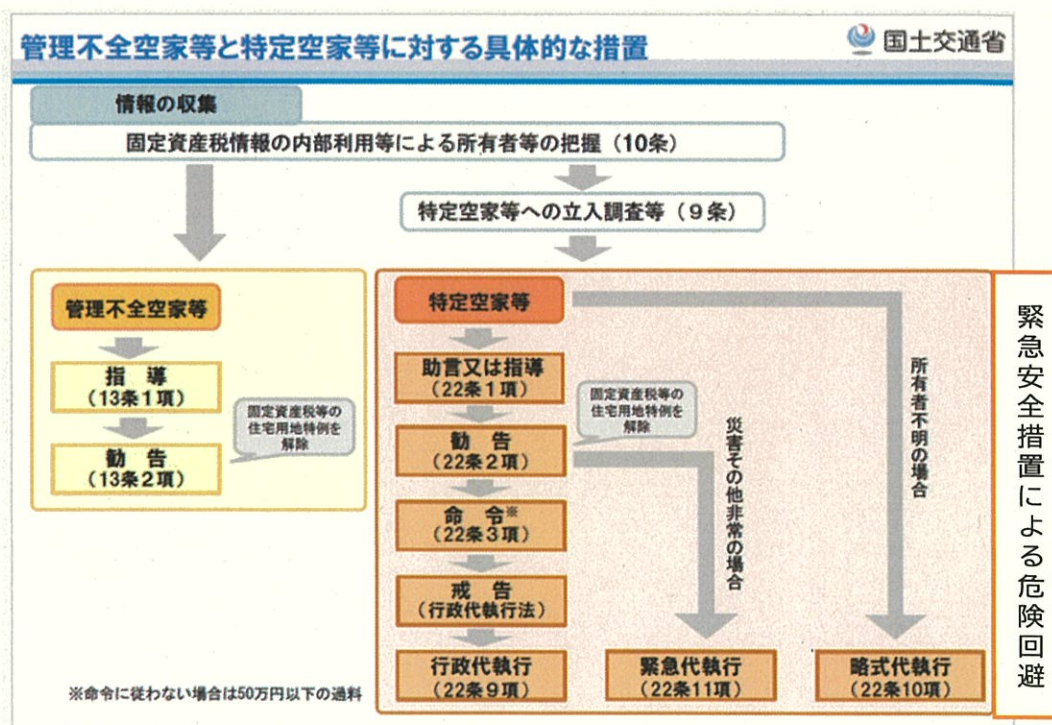 管理不全空家等と特定空家等に対する具体的な措置
国土交通省
情報の収集
固定資産税情報の内部利用等による所有者等の把握（10条）
特定空家等への立入調査等（９条）
管理不全空家等
指　導
（13条１項）
勧　告
（13条２項）
固定資産税等の
住宅用地特例を
解除
特定空家等
助言又は指導
（22条１項）
勧　告
（22条２項）
固定資産税等の
住宅用地特例を
解除
命　令※
（22条３項）
戒　告
（行政代執行法）
行政代執行
（22条９項）
災害その他非常の場合
緊急代執行
（22条11項）
所有者不明の場合
略式代執行
（22条10項）
緊急安全措置による危険回避
※命令に従わない場合は50万円以下の過料